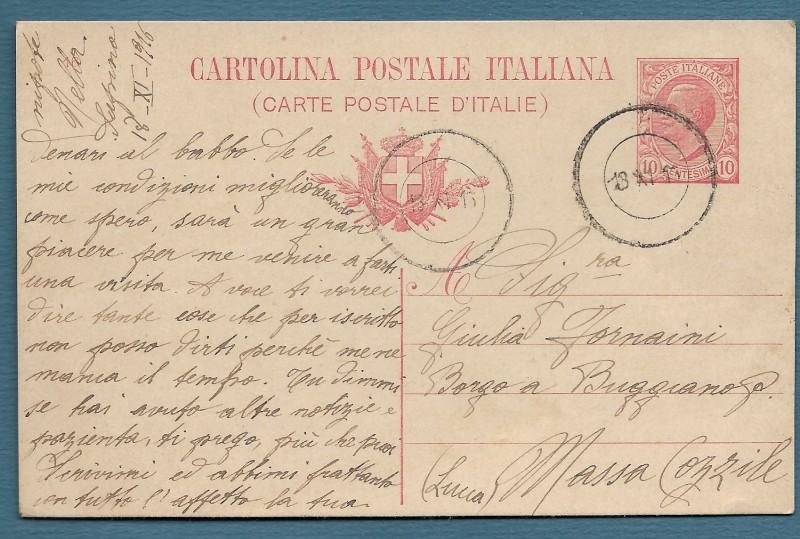 CARTOLINA POSTALE ITALIANA
(CARTE POSTALE D'ITALIE)
POSTE ITALIANE
10 CENTESIMI 10
18-IX-1916
denari al babbo. Se le
mie condizioni miglioreranno
come spero, sarà un gran
piacere per me venire a farti
una visita. A voce ti vorrei
dire tante cose che per iscritto
non posso dirti perchè me ne
manca il tempo. Tu dimmi
se hai avuto altre notizie e
pazienta, ti prego, più che puoi
Scrivimi ed abbimi frattanto
con tutto l'affetto la tua
nipote
A Sig.ra
Giulia Fornaini
Borgo a Buggiano p.
Massa Cozzile
(Lucca)